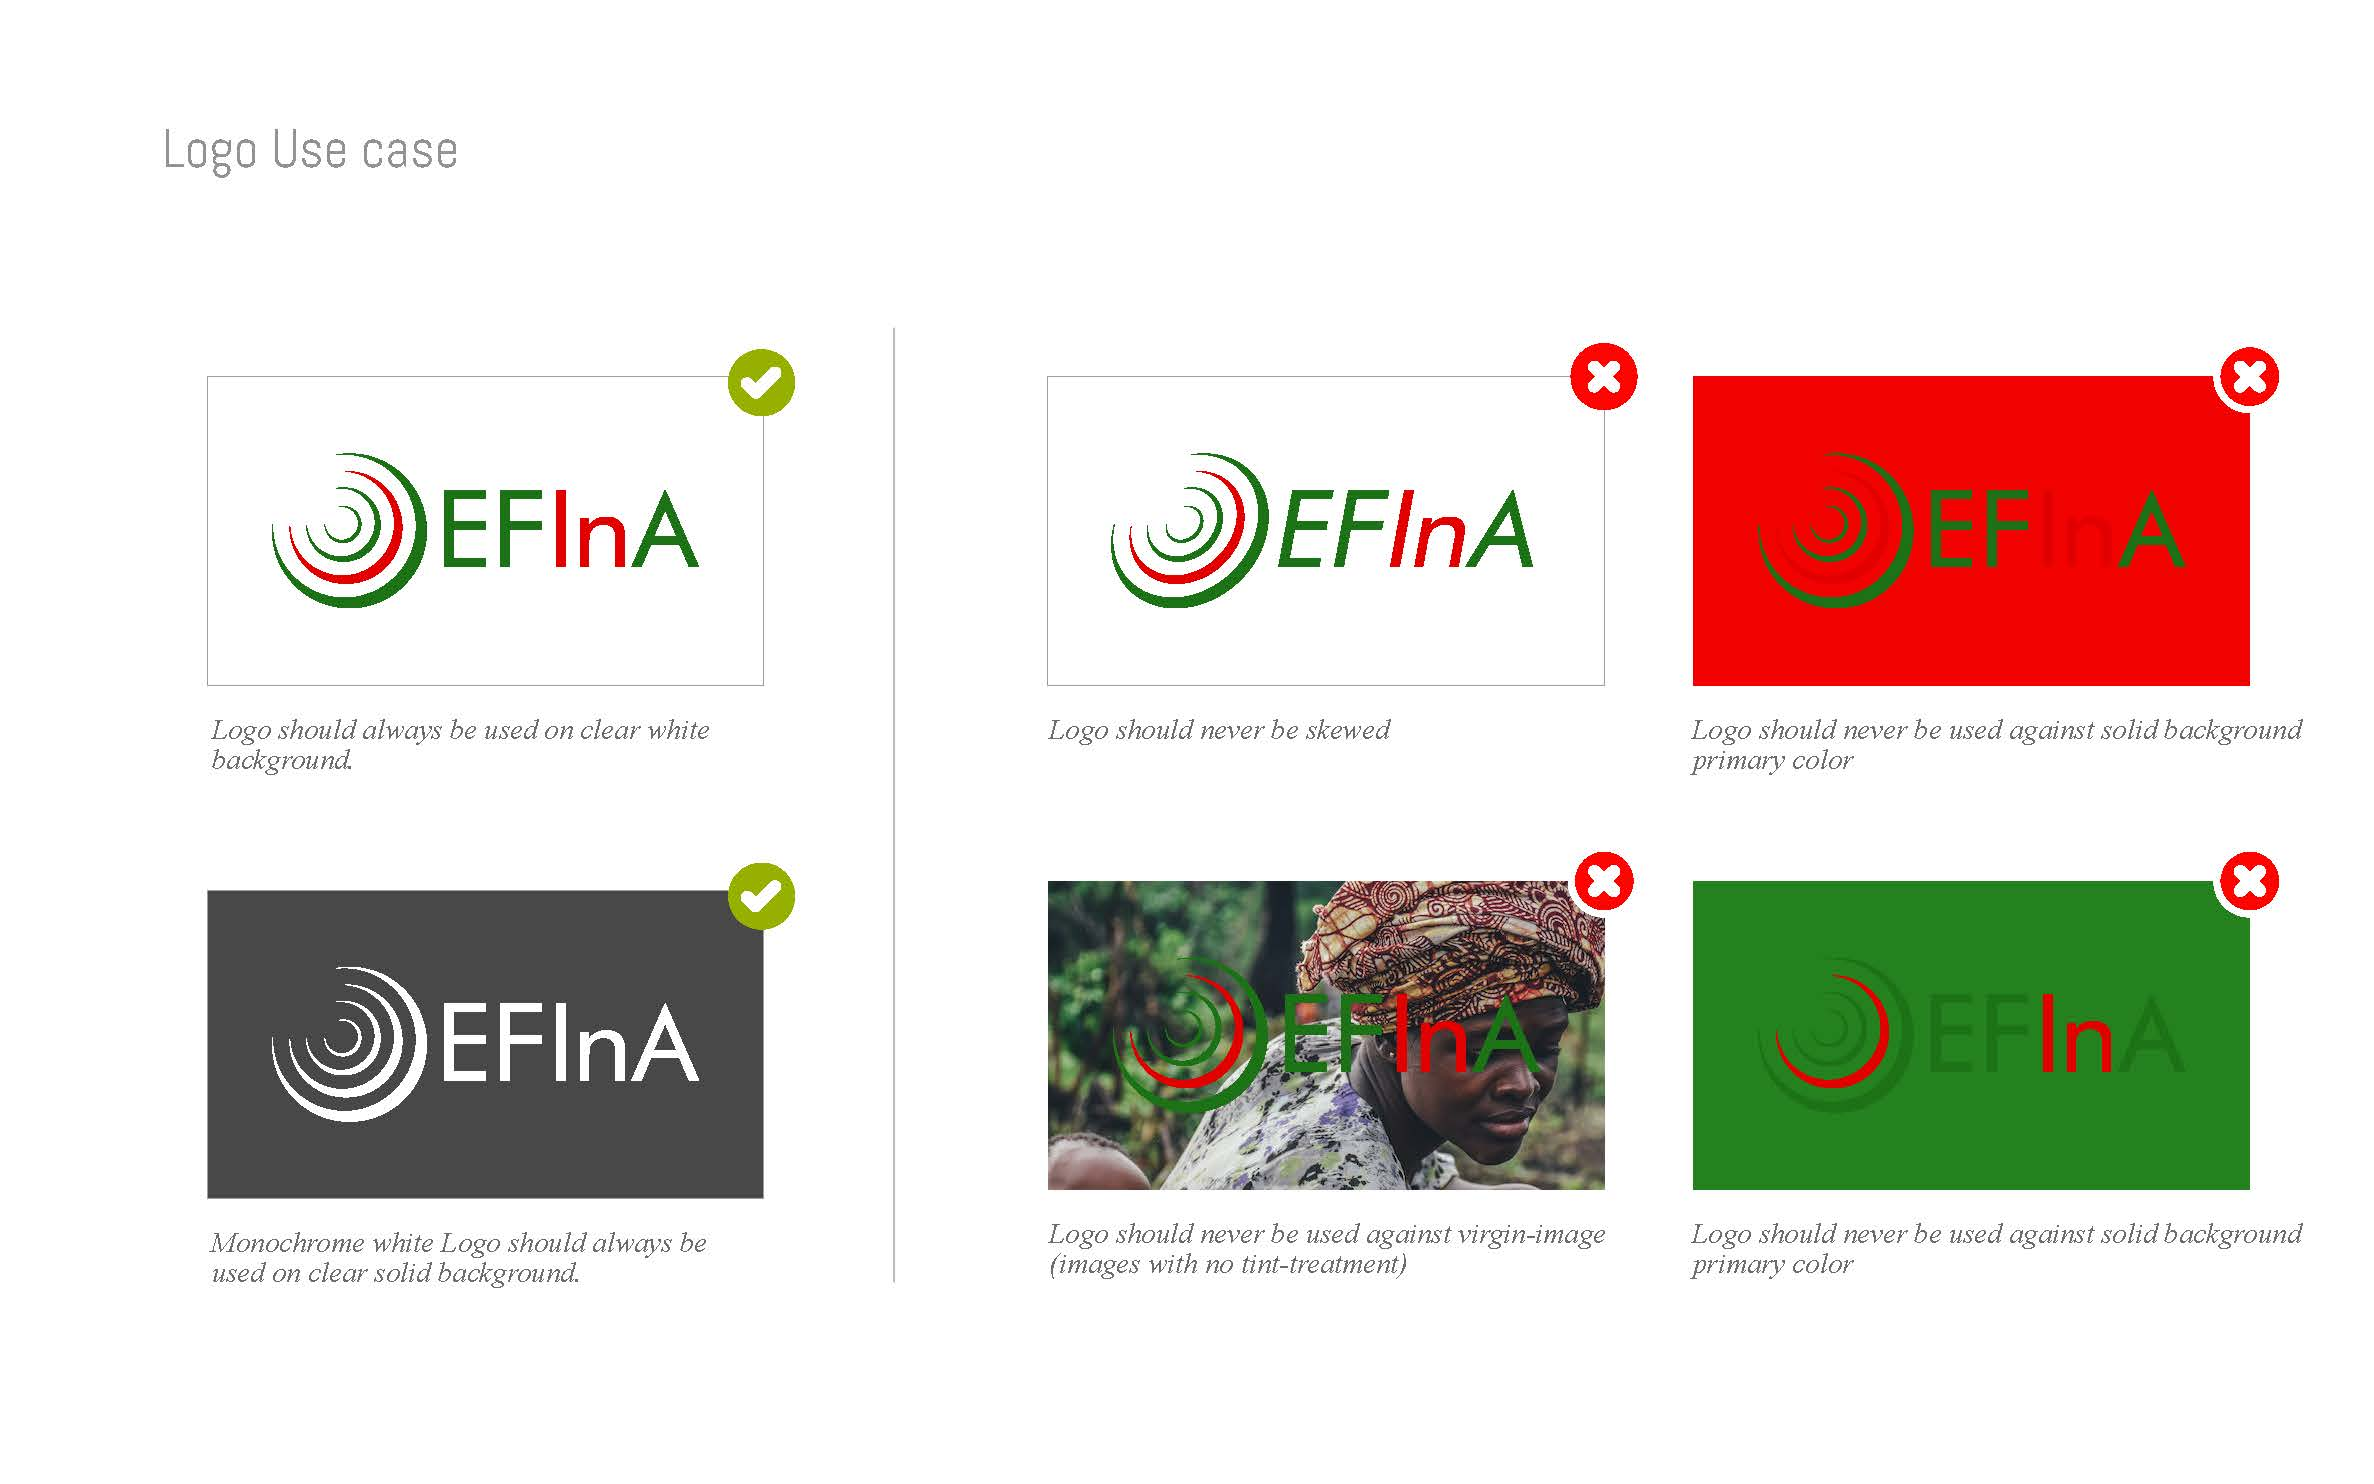 Logo Use case
EFInA
Logo should always be used on clear white
background.
EFInA
Logo should never be skewed
EFInA
Logo should never be used against solid background
primary color
EFInA
Monochrome white Logo should always be
used on clear solid background.
EFInA
Logo should never be used against virgin-image
(images with no tint-treatment)
EFInA
Logo should never be used against solid background
primary color